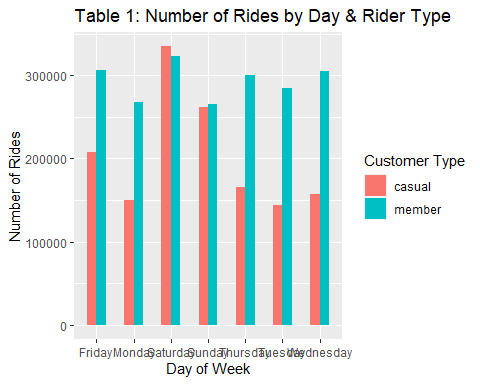 Table 1: Number of Rides by Day & Rider Type
Number of Rides
300000
200000
100000
0
Friday Monday Saturday Sunday Thursday Tuesday Wednesday
Day of Week
Customer Type
casual
member